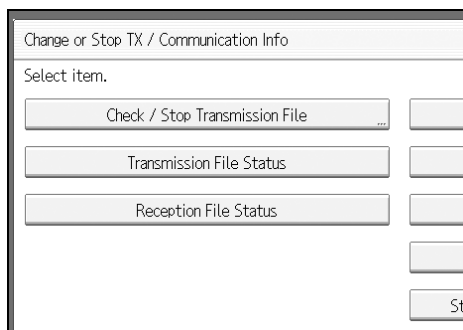 Change or Stop TX / Communication Info
Select item.
Check / Stop Transmission File
...
Transmission File Status
Reception File Status